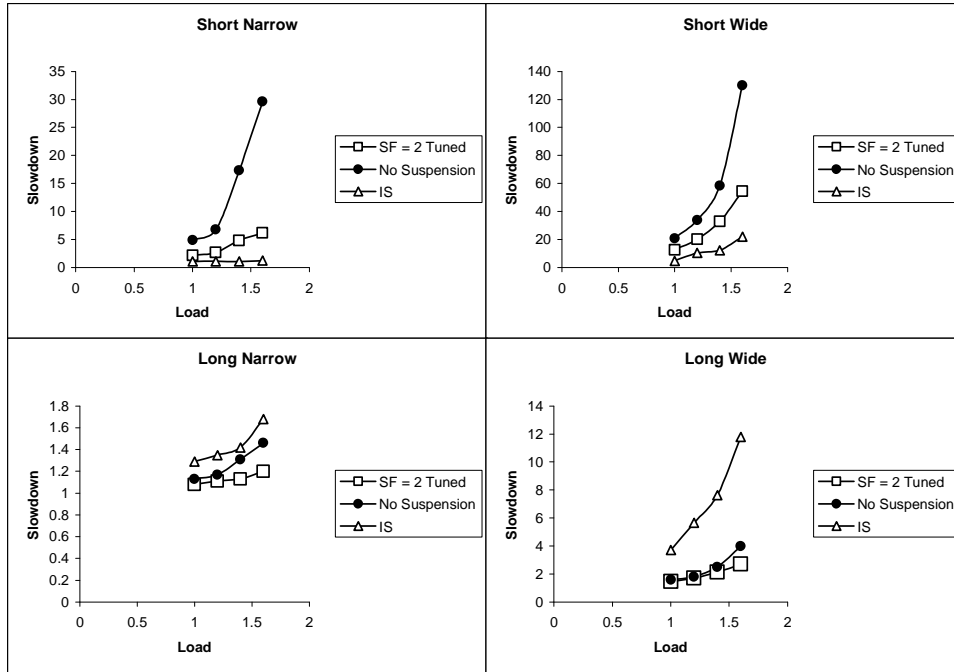 Short Narrow
35
30
25
20
15
10
5
0
Slowdown
0
0.5
1
1.5
2
Load
SF = 2 Tuned
No Suspension
IS
Short Wide
140
120
100
80
60
40
20
0
Slowdown
0
0.5
1
1.5
2
Load
SF = 2 Tuned
No Suspension
IS
Long Narrow
1.8
1.6
1.4
1.2
1
0.8
0.6
0.4
0.2
0
Slowdown
0
0.5
1
1.5
2
Load
SF = 2 Tuned
No Suspension
IS
Long Wide
14
12
10
8
6
4
2
0
Slowdown
0
0.5
1
1.5
2
Load
SF = 2 Tuned
No Suspension
IS